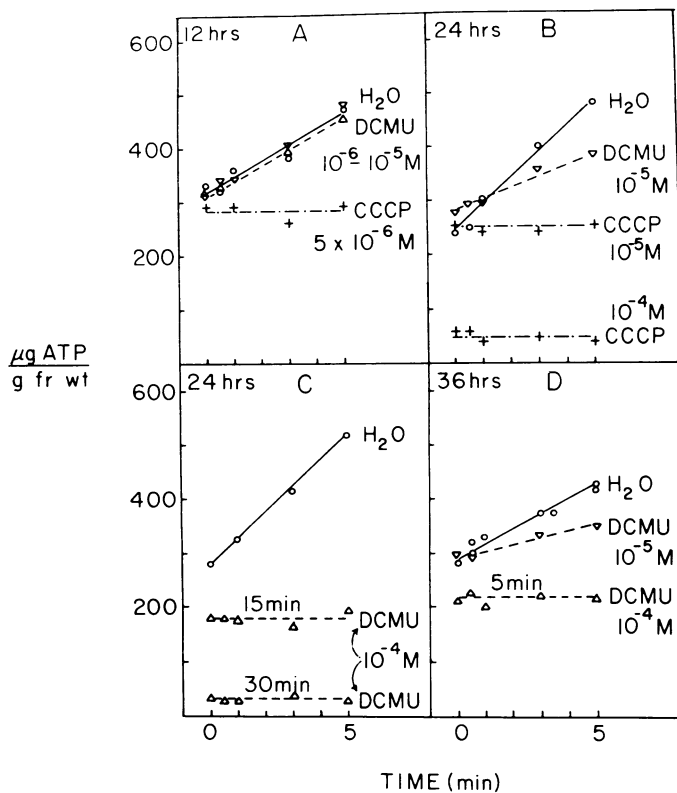 12 hrs A
600
H₂O
DCMU
400
10⁻⁶ – 10⁻⁵M
CCCP
5 x 10⁻⁶M
200
24 hrs B
H₂O
DCMU
10⁻⁵M
CCCP
10⁻⁵M
10⁻⁴M
CCCP
µg ATP
g fr wt
24 hrs C
600
H₂O
400
15min DCMU
200
10⁻⁴M
30min DCMU
0 5
36 hrs D
H₂O
DCMU
10⁻⁵M
5min DCMU
10⁻⁴M
0 5
TIME (min)